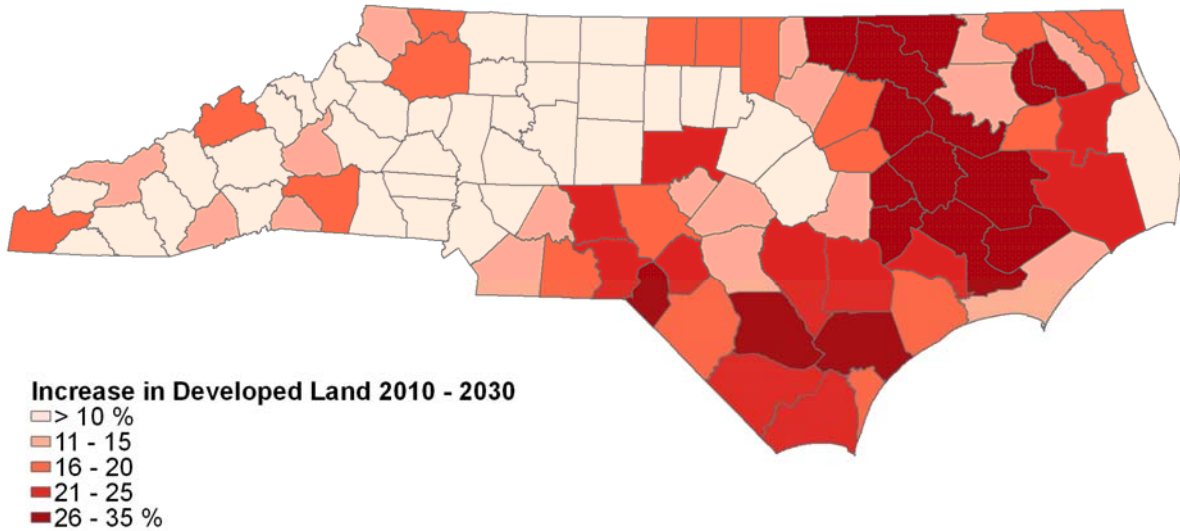 Increase in Developed Land 2010 - 2030
> 10 %
11 - 15
16 - 20
21 - 25
26 - 35 %